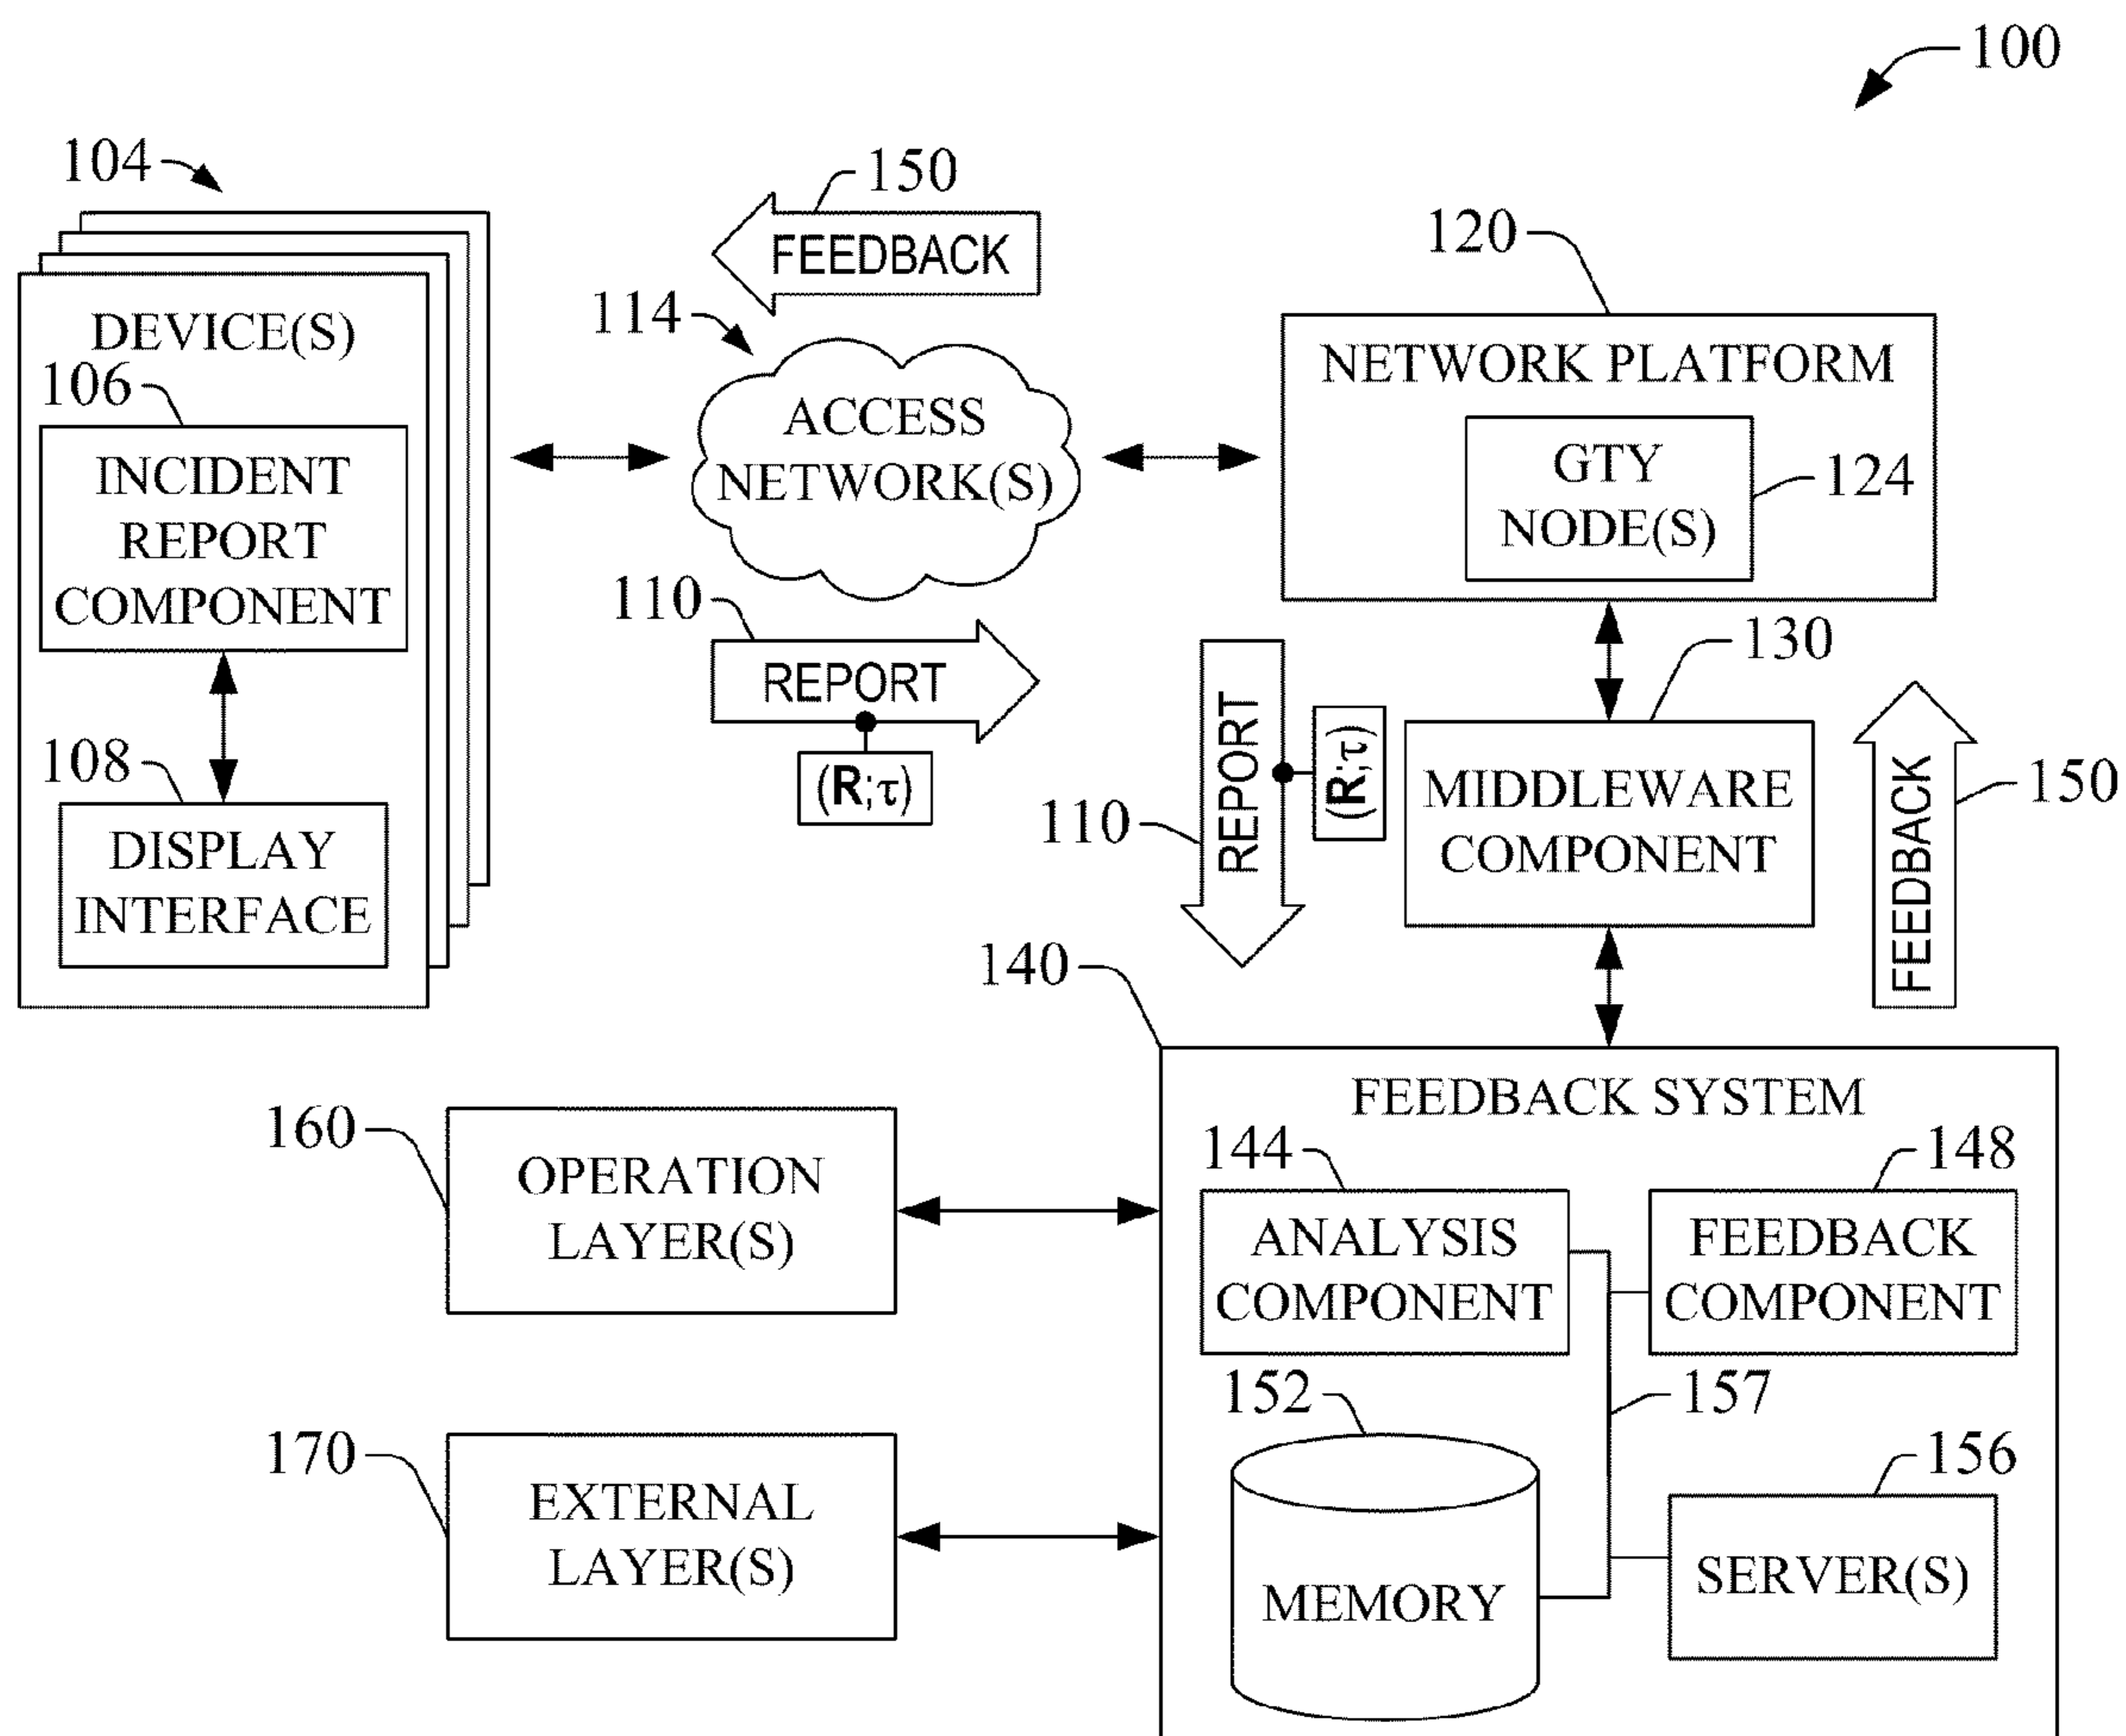 100
104
150
FEEDBACK
120
114
DEVICE(S)
106
INCIDENT
REPORT
COMPONENT
108
DISPLAY
INTERFACE
ACCESS
NETWORK(S)
NETWORK PLATFORM
GTY
NODE(S)
124
110
REPORT
(R;τ)
110
REPORT
(R;τ)
130
MIDDLEWARE
COMPONENT
150
FEEDBACK
140
FEEDBACK SYSTEM
144
ANALYSIS
COMPONENT
148
FEEDBACK
COMPONENT
152
MEMORY
157
156
SERVER(S)
160
OPERATION
LAYER(S)
170
EXTERNAL
LAYER(S)